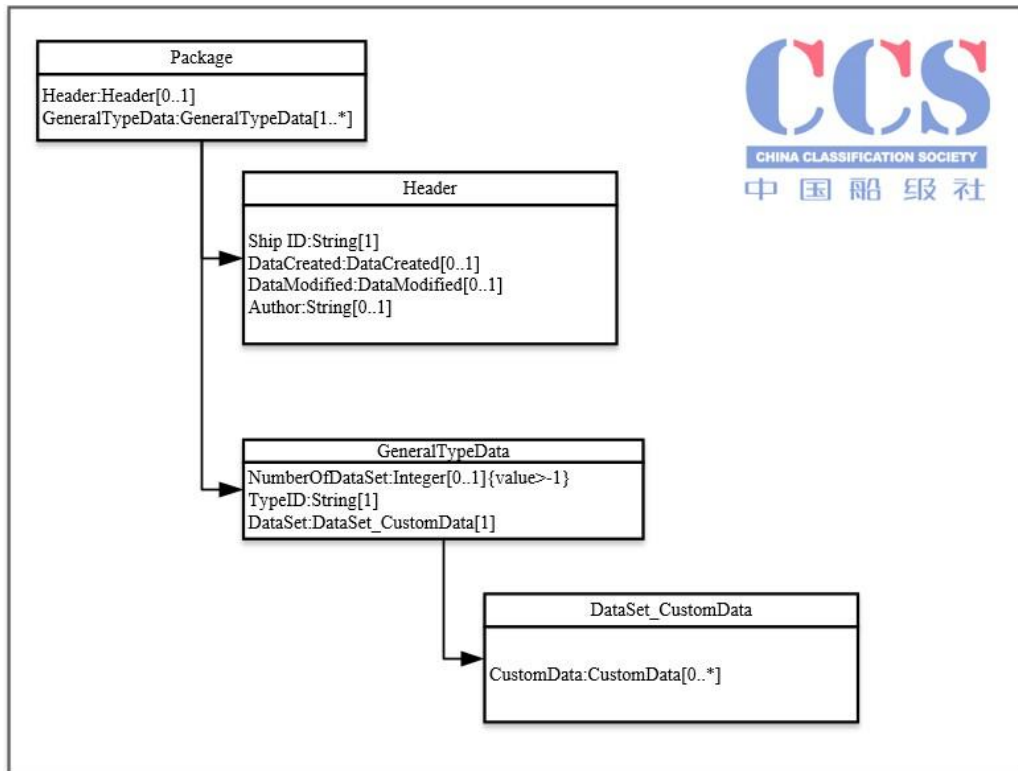 Package
Header:Header[0..1]
GeneralTypeData:GeneralTypeData[1..*]
CCS
CHINA CLASSIFICATION SOCIETY
中国船级社
Header
Ship ID:String[1]
DataCreated:DataCreated[0..1]
DataModified:DataModified[0..1]
Author:String[0..1]
GeneralTypeData
NumberOfDataSet:Integer[0..1]{value>-1}
TypeID:String[1]
DataSet:DataSet_CustomData[1]
DataSet_CustomData
CustomData:CustomData[0..*]